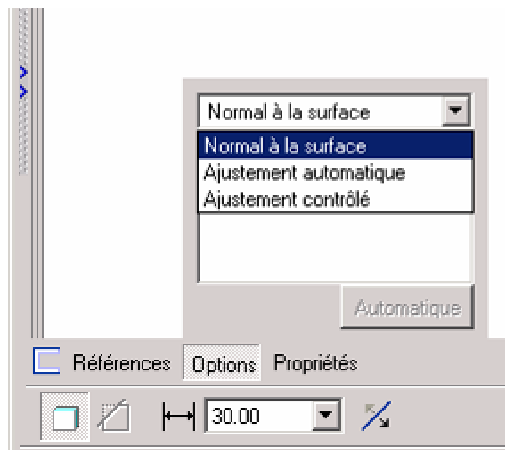 Normal à la surface
Normal à la surface
Ajustement automatique
Ajustement contrôlé
Automatique
Références Options Propriétés
30.00